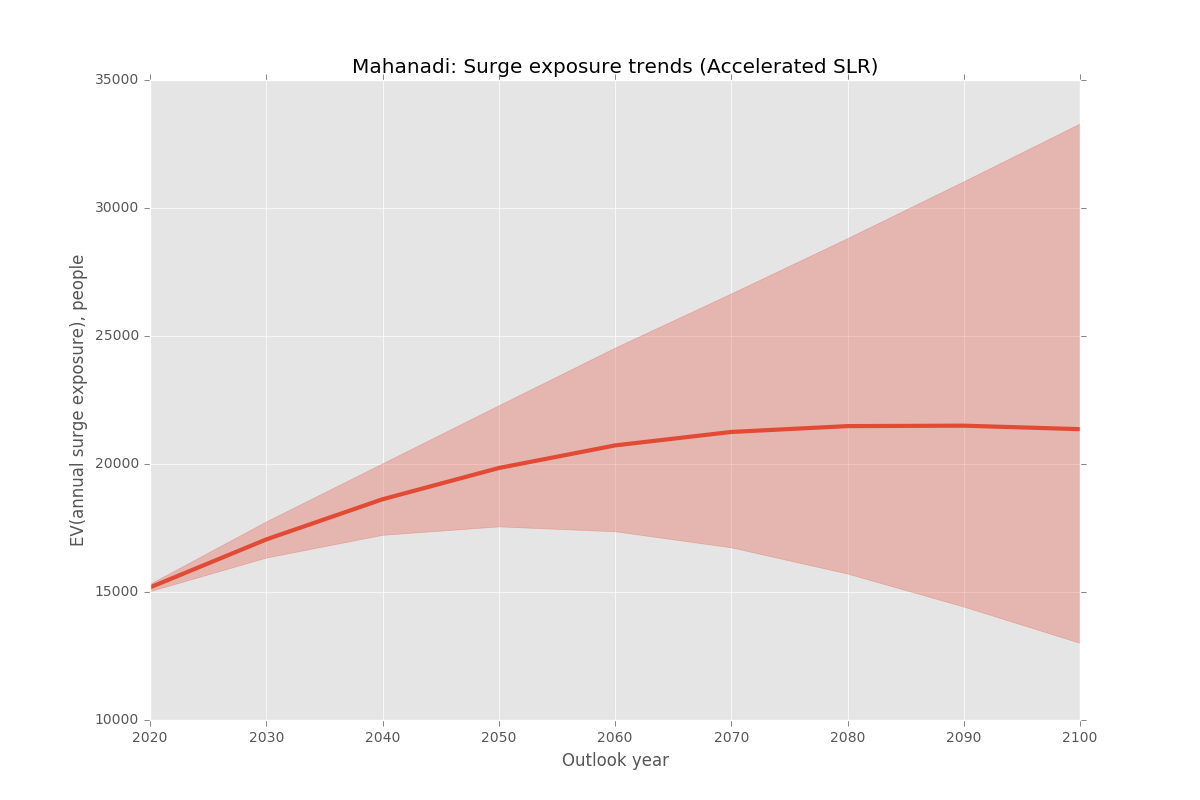 Mahanadi: Surge exposure trends (Accelerated SLR)
EV(annual surge exposure), people
35000
30000
25000
20000
15000
10000
2020 2030 2040 2050 2060 2070 2080 2090 2100
Outlook year